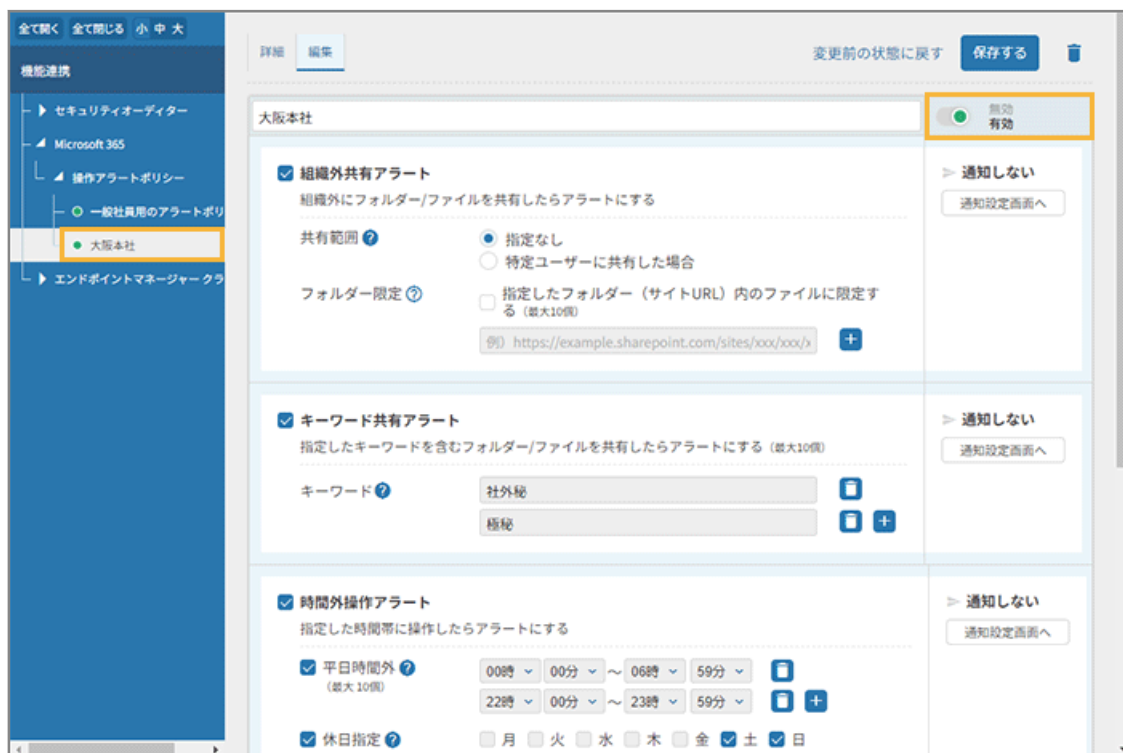 全て開く 全て閉じる 小 中 大
機能連携
セキュリティオーディター
Microsoft 365
操作アラートポリシー
一般社員用のアラートポリ
大阪本社
エンドポイントマネージャークラ
詳細 編集
変更前の状態に戻す 保存する
大阪本社
無効
有効
組織外共有アラート
組織外にフォルダー/ファイルを共有したらアラートにする
通知しない
通知設定画面へ
共有範囲 ?
指定なし
特定ユーザーに共有した場合
フォルダー限定 ?
指定したフォルダー（サイトURL）内のファイルに限定す
る（最大10個）
例）https://example.sharepoint.com/sites/xxx/xxx/x
キーワード共有アラート
指定したキーワードを含むフォルダー/ファイルを共有したらアラートにする（最大10個）
通知しない
通知設定画面へ
キーワード ?
社外秘
極秘
時間外操作アラート
指定した時間帯に操作したらアラートにする
通知しない
通知設定画面へ
平日時間外 ?
（最大 10個）
00時 00分 ～ 06時 59分
22時 00分 ～ 23時 59分
休日指定 ?
月 火 水 木 金 土 日